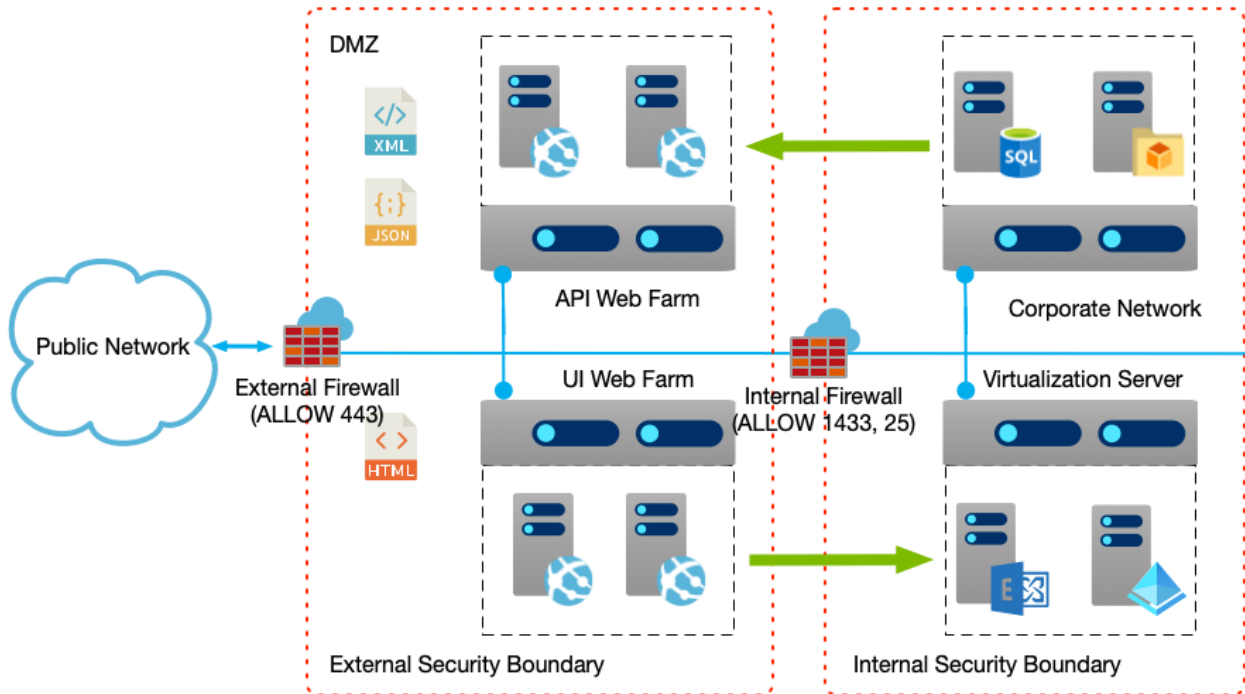 DMZ
</>
XML
{;}
JSON
SQL
API Web Farm
Corporate Network
Public Network
External Firewall
(ALLOW 443)
UI Web Farm
Internal Firewall
(ALLOW 1433, 25)
Virtualization Server
< >
HTML
E
External Security Boundary
Internal Security Boundary